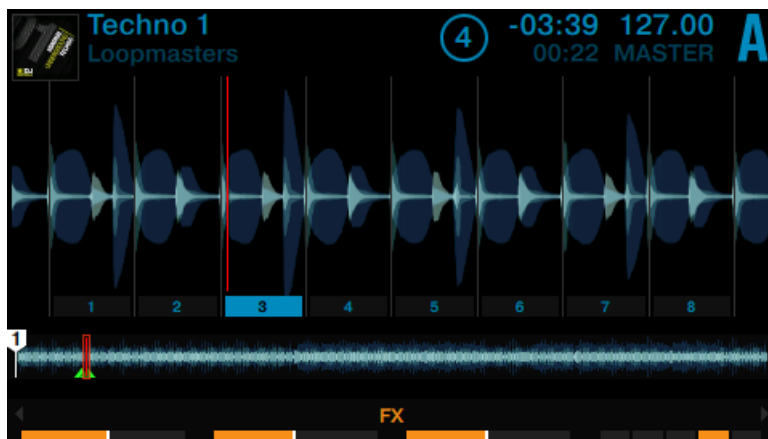 Techno 1
Loopmasters
4
-03:39 127.00
00:22 MASTER
A
1 2 3 4 5 6 7 8
1
FX